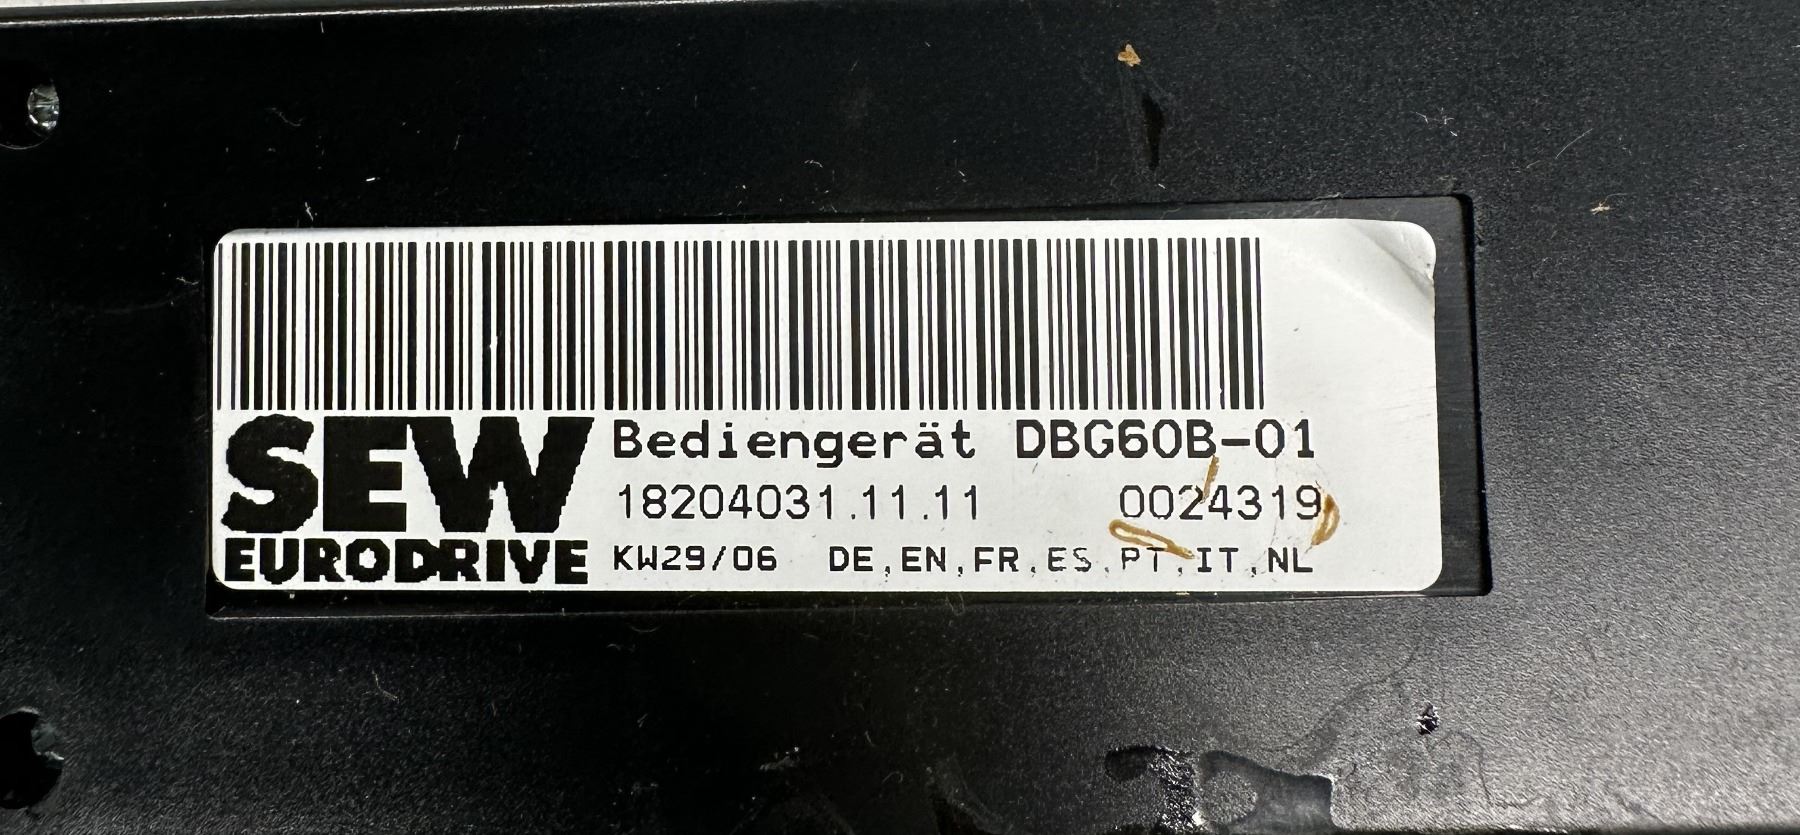 SEW
EURODRIVE
Bediengerät DBG60B-01
18204031.11.11 0024319
KW29/06 DE,EN,FR,ES,PT,IT,NL